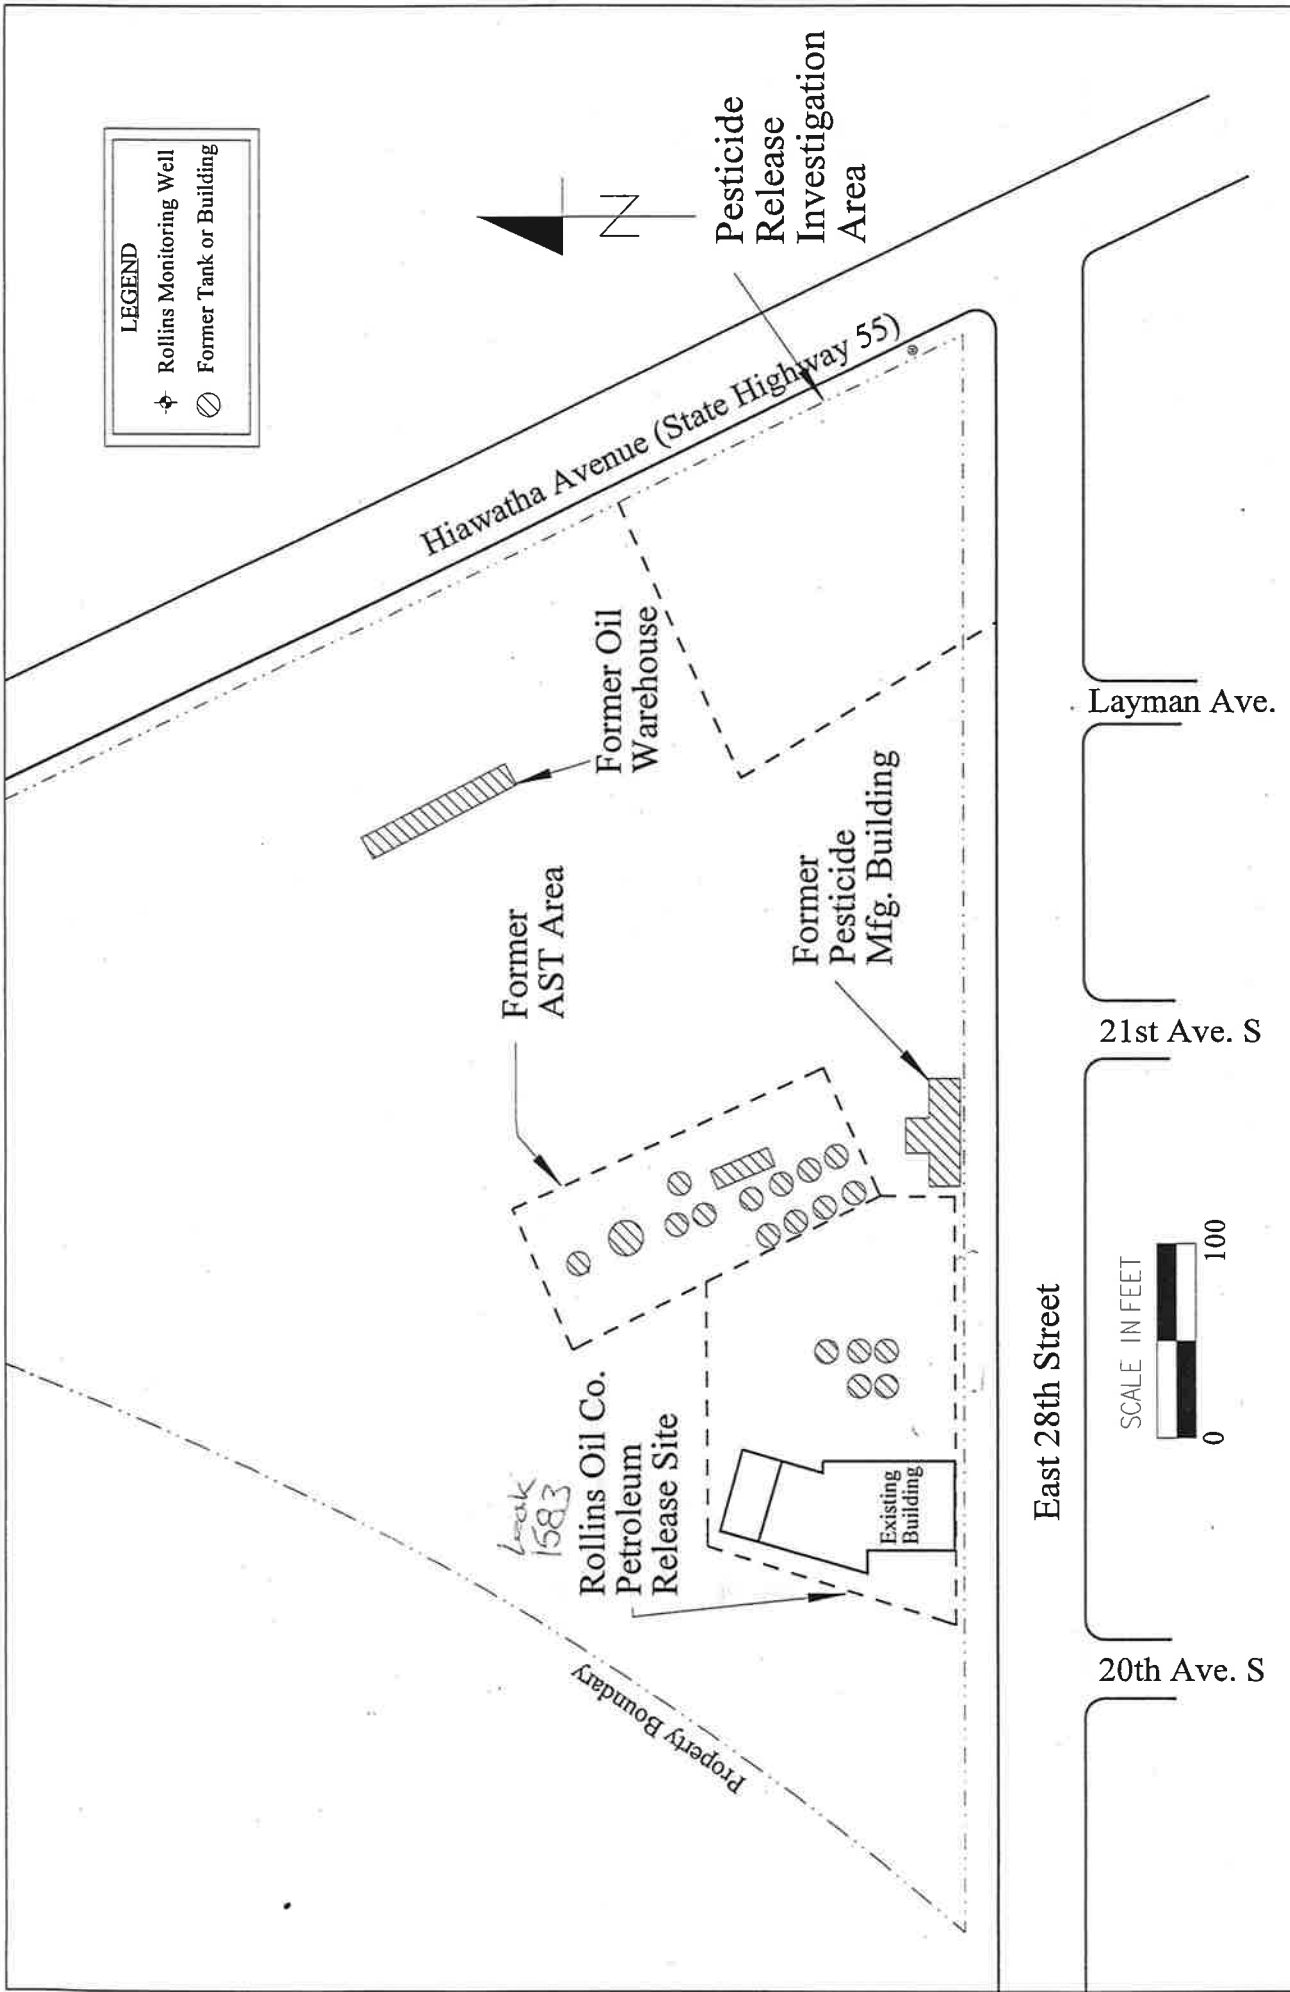 LEGEND
Rollins Monitoring Well
Former Tank or Building
N
Pesticide
Release
Investigation
Area
Hiawatha Avenue (State Highway 55)
Former Oil
Warehouse
Former
AST Area
Former
Pesticide
Mfg. Building
Leak
1583
Rollins Oil Co.
Petroleum
Release Site
Existing
Building
Property Boundary
East 28th Street
20th Ave. S
21st Ave. S
Layman Ave.
SCALE IN FEET
0 100